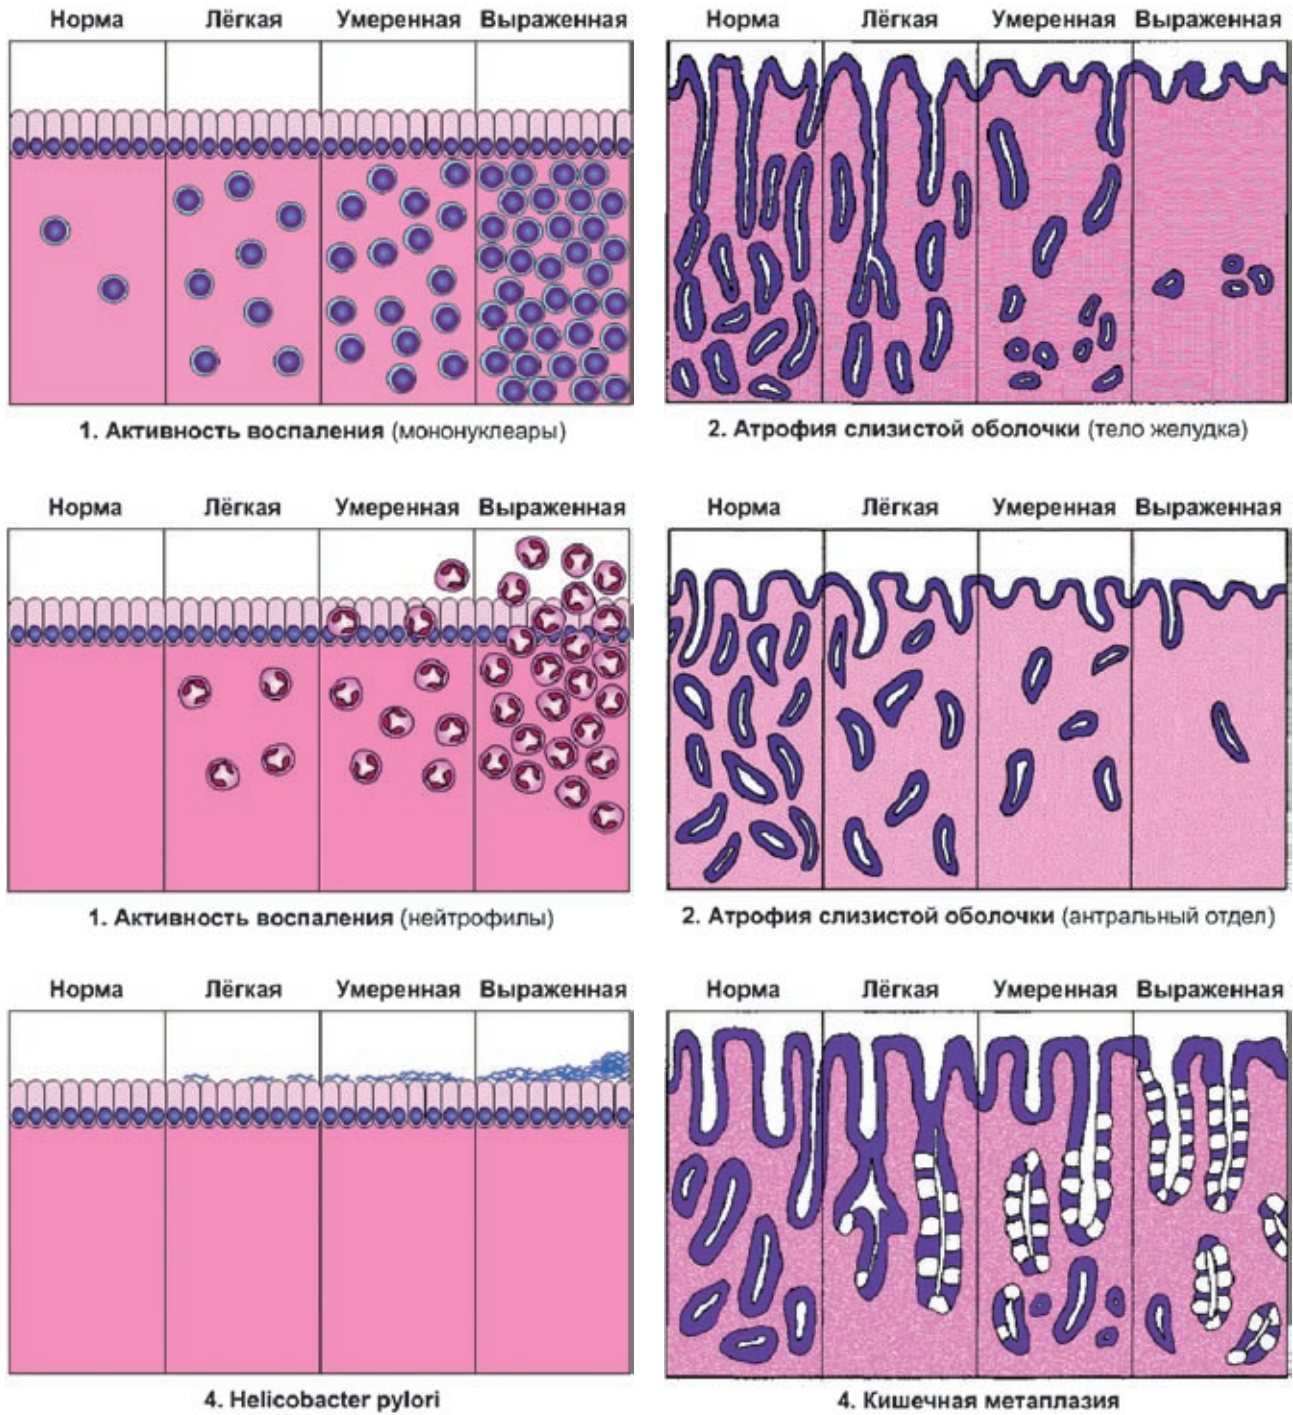 Норма Лёгкая Умеренная Выраженная
1. Активность воспаления (мононуклеары)
Норма Лёгкая Умеренная Выраженная
2. Атрофия слизистой оболочки (тело желудка)
Норма Лёгкая Умеренная Выраженная
1. Активность воспаления (нейтрофилы)
Норма Лёгкая Умеренная Выраженная
2. Атрофия слизистой оболочки (антральный отдел)
Норма Лёгкая Умеренная Выраженная
4. Helicobacter pylori
Норма Лёгкая Умеренная Выраженная
4. Кишечная метаплазия